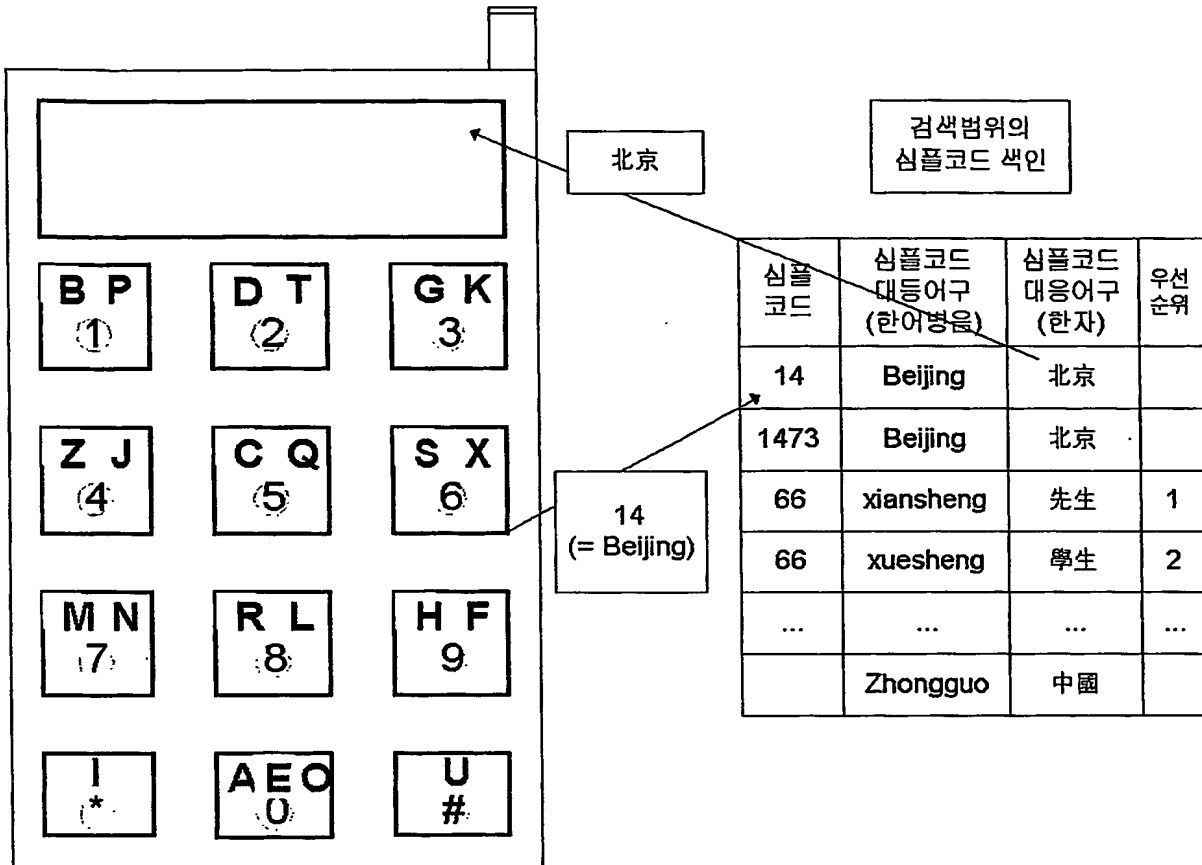 北京
검색범위의
심플코드 색인
B P
1
D T
2
G K
3
Z J
4
C Q
5
S X
6
M N
7
R L
8
H F
9
I
*
A E O
0
U
#
14
(= Beijing)
심플
코드
심플코드
대등어구
(한어병음)
심플코드
대응어구
(한자)
우선
순위
14 Beijing 北京
1473 Beijing 北京
66 xiansheng 先生 1
66 xuesheng 學生 2
... ... ... ...
Zhongguo 中國